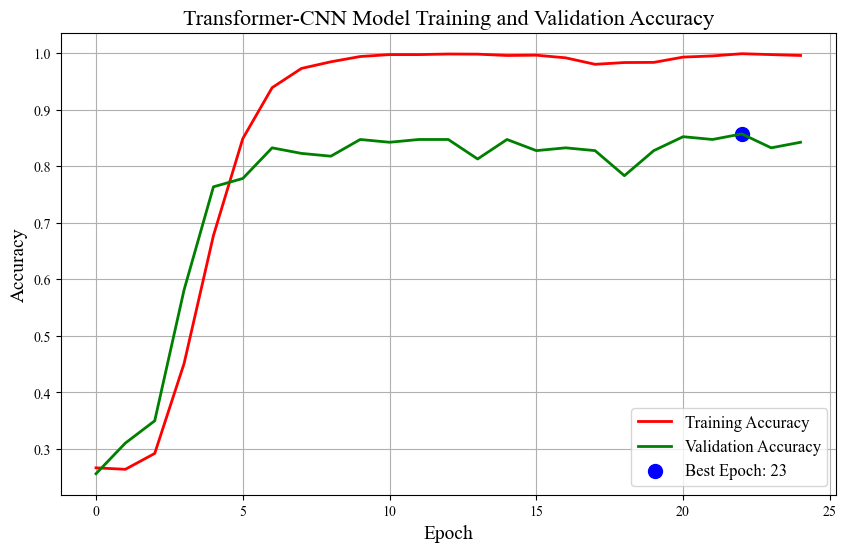 Transformer-CNN Model Training and Validation Accuracy
Accuracy
1.0
0.9
0.8
0.7
0.6
0.5
0.4
0.3
Training Accuracy
Validation Accuracy
Best Epoch: 23
0 5 10 15 20 25
Epoch